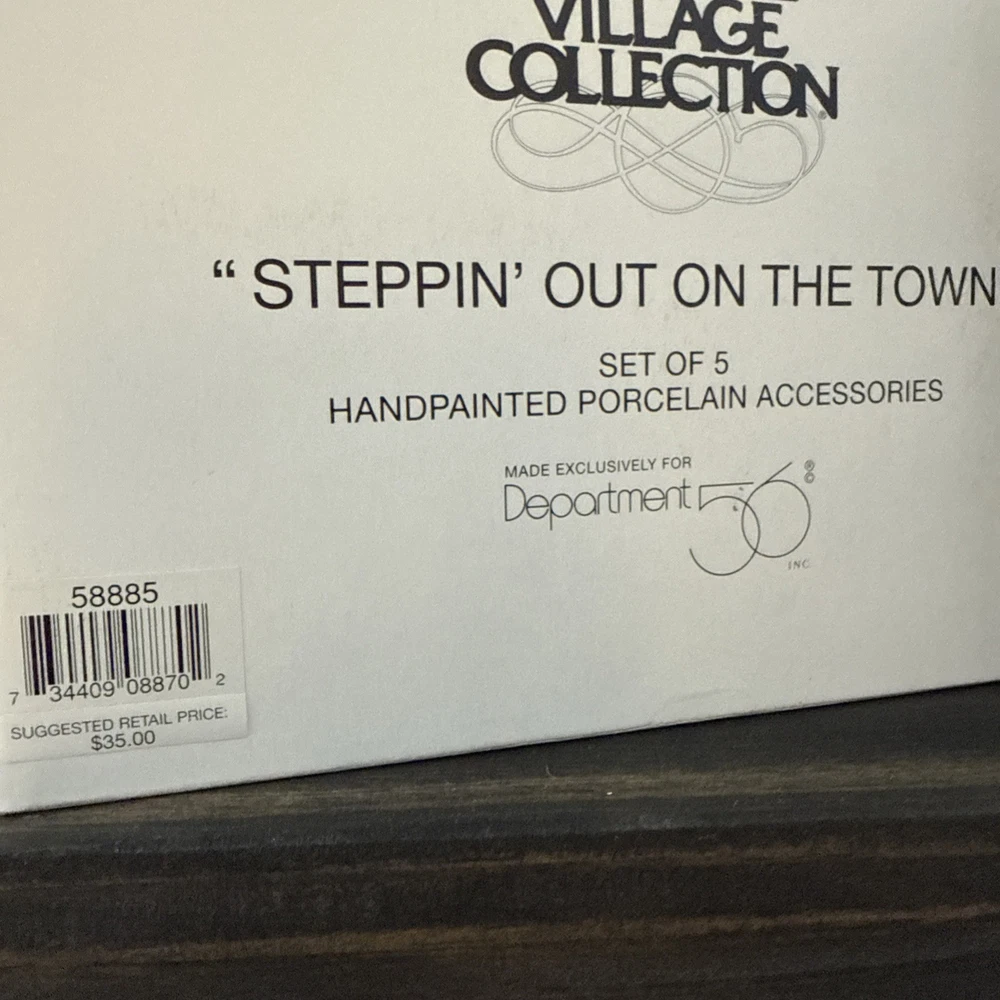 VILLAGE
COLLECTION®
“ STEPPIN’ OUT ON THE TOWN
SET OF 5
HANDPAINTED PORCELAIN ACCESSORIES
MADE EXCLUSIVELY FOR
Department 56®
INC.
58885
7 34409 08870 2
SUGGESTED RETAIL PRICE:
$35.00